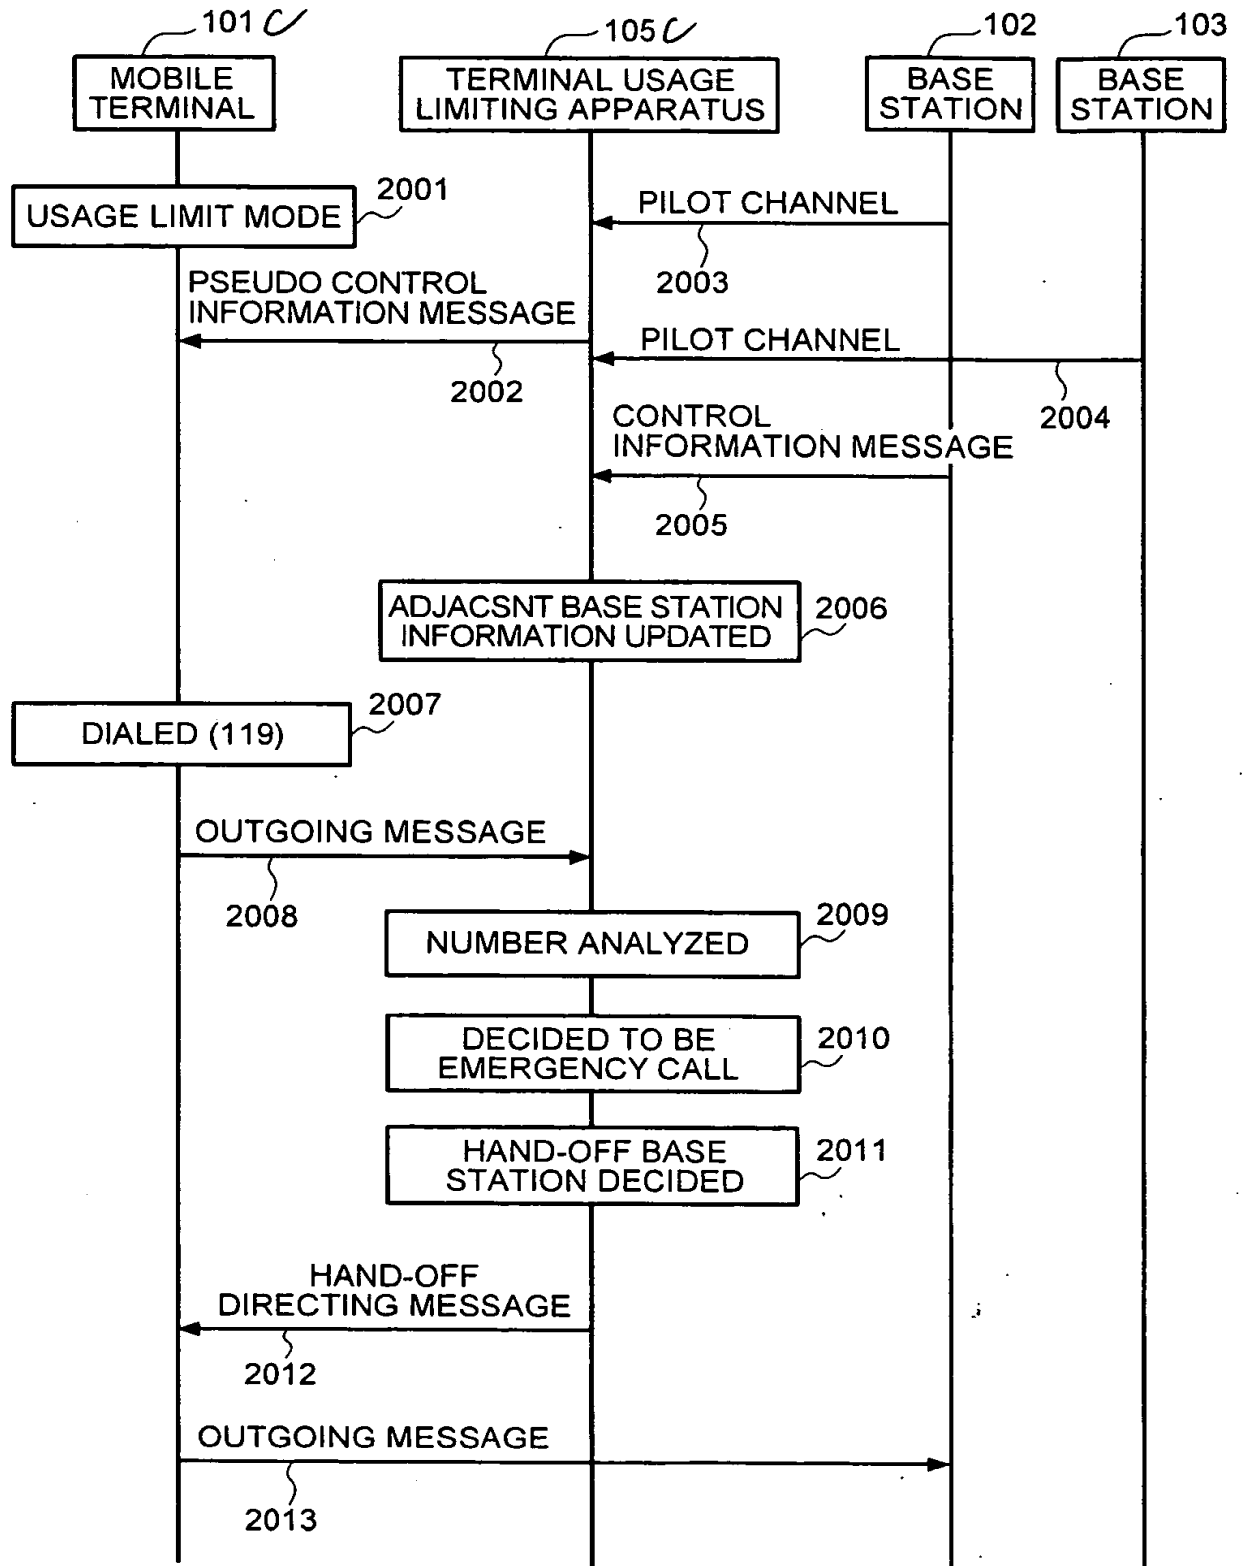 101 C
105 C
102
103
MOBILE
TERMINAL
TERMINAL USAGE
LIMITING APPARATUS
BASE
STATION
BASE
STATION
2001
USAGE LIMIT MODE
PILOT CHANNEL
2003
PSEUDO CONTROL
INFORMATION MESSAGE
2002
PILOT CHANNEL
2004
CONTROL
INFORMATION MESSAGE
2005
ADJACSNT BASE STATION
INFORMATION UPDATED
2006
2007
DIALED (119)
OUTGOING MESSAGE
2008
2009
NUMBER ANALYZED
DECIDED TO BE
EMERGENCY CALL
2010
HAND-OFF BASE
STATION DECIDED
2011
HAND-OFF
DIRECTING MESSAGE
2012
OUTGOING MESSAGE
2013